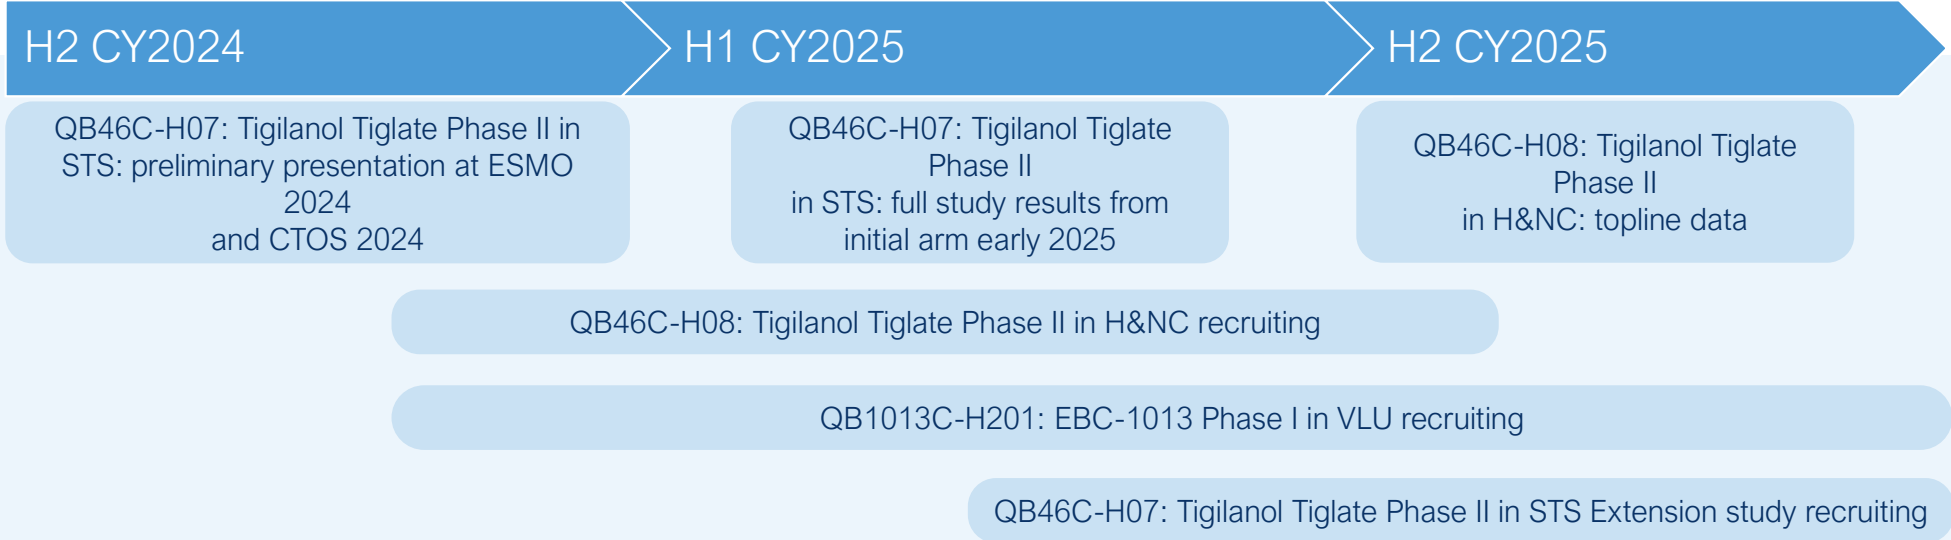 H2 CY2024
H1 CY2025
H2 CY2025
QB46C-H07: Tigilanol Tiglate Phase II in
STS: preliminary presentation at ESMO
2024
and CTOS 2024
QB46C-H07: Tigilanol Tiglate
Phase II
in STS: full study results from
initial arm early 2025
QB46C-H08: Tigilanol Tiglate
Phase II
in H&NC: topline data
QB46C-H08: Tigilanol Tiglate Phase II in H&NC recruiting
QB1013C-H201: EBC-1013 Phase I in VLU recruiting
QB46C-H07: Tigilanol Tiglate Phase II in STS Extension study recruiting